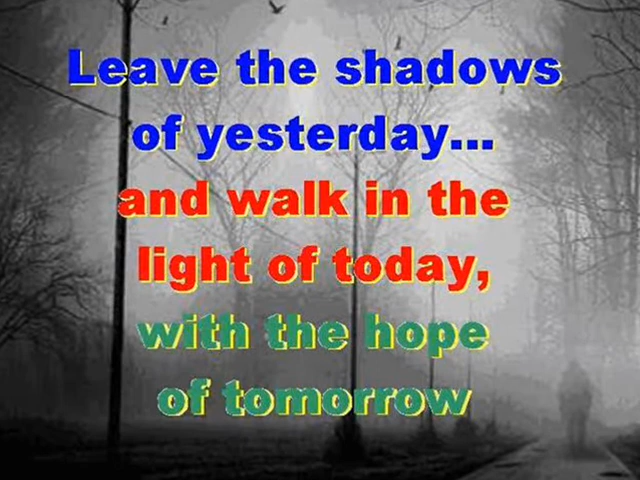 Leave the shadows
of yesterday...
and walk in the
light of today,
with the hope
of tomorrow